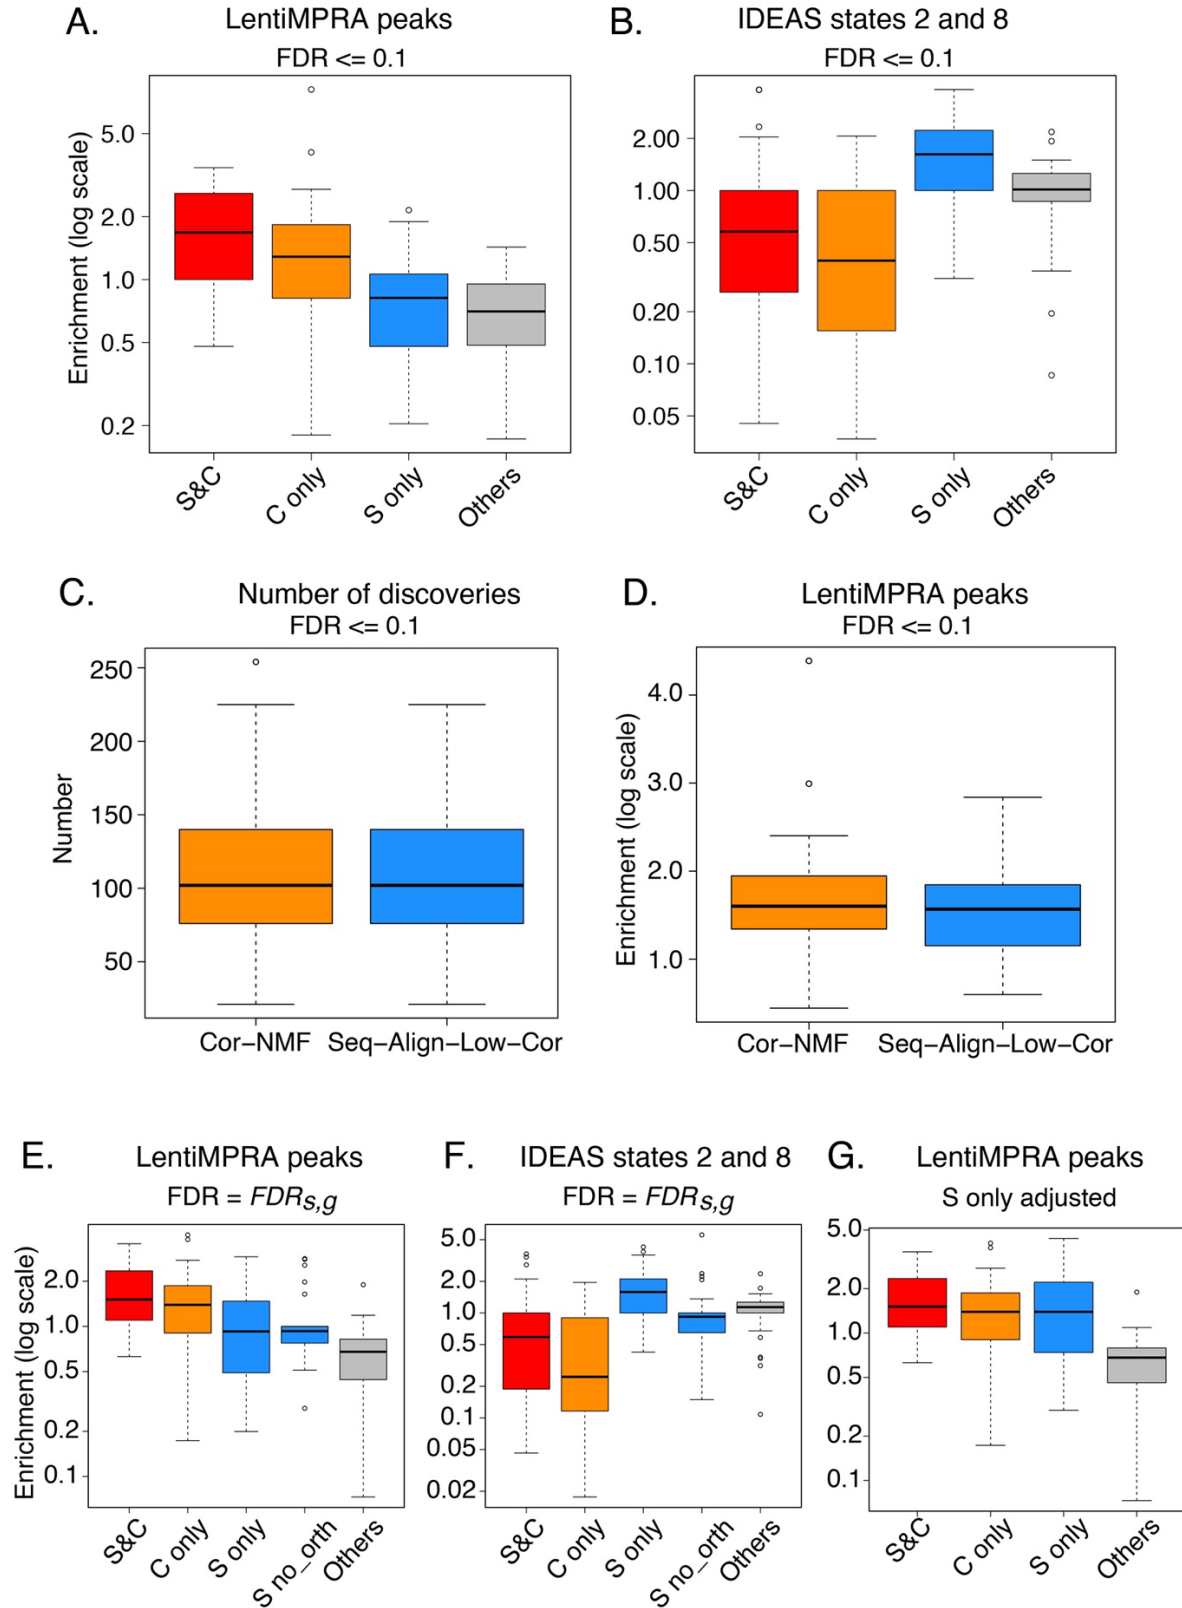 A. LentiMPRA peaks
FDR <= 0.1
Enrichment (log scale)
5.0
2.0
1.0
0.5
0.2
S&C
C only
S only
Others
B. IDEAS states 2 and 8
FDR <= 0.1
2.00
1.00
0.50
0.20
0.10
0.05
S&C
C only
S only
Others
C. Number of discoveries
FDR <= 0.1
Number
250
200
150
100
50
Cor-NMF
Seq-Align-Low-Cor
D. LentiMPRA peaks
FDR <= 0.1
Enrichment (log scale)
4.0
3.0
2.0
1.0
Cor-NMF
Seq-Align-Low-Cor
E. LentiMPRA peaks
FDR = FDRs,g
Enrichment (log scale)
2.0
1.0
0.5
0.2
0.1
S&C
C only
S only
S no_orth
Others
F. IDEAS states 2 and 8
FDR = FDRs,g
5.0
2.0
1.0
0.5
0.2
0.1
0.05
0.02
S&C
C only
S only
S no_orth
Others
G. LentiMPRA peaks
S only adjusted
5.0
2.0
1.0
0.5
0.2
0.1
S&C
C only
S only
Others